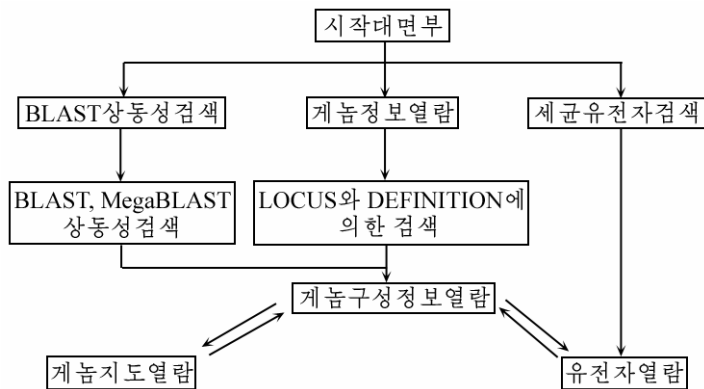 시작대면부
BLAST상동성검색
게놈정보열람
세균유전자검색
BLAST, MegaBLAST
상동성검색
LOCUS와 DEFINITION에
의한 검색
게놈구성정보열람
게놈지도열람
유전자열람